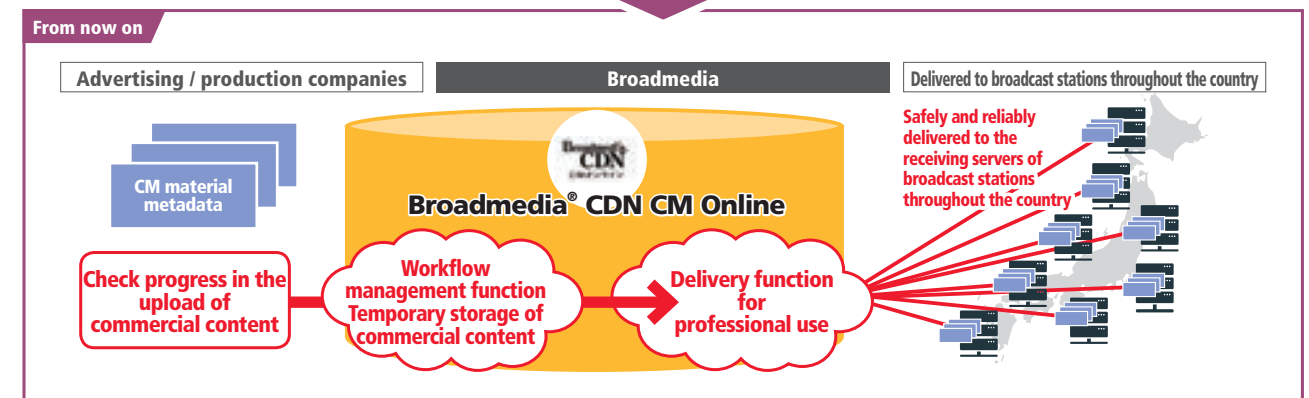 From now on
Advertising / production companies
Broadmedia
Delivered to broadcast stations throughout the country
CM material
metadata
Check progress in the
upload of
commercial content
CDN
Broadmedia® CDN CM Online
Workflow
management function
Temporary storage of
commercial content
Delivery function
for
professional use
Safely and reliably
delivered to the
receiving servers of
broadcast stations
throughout the country